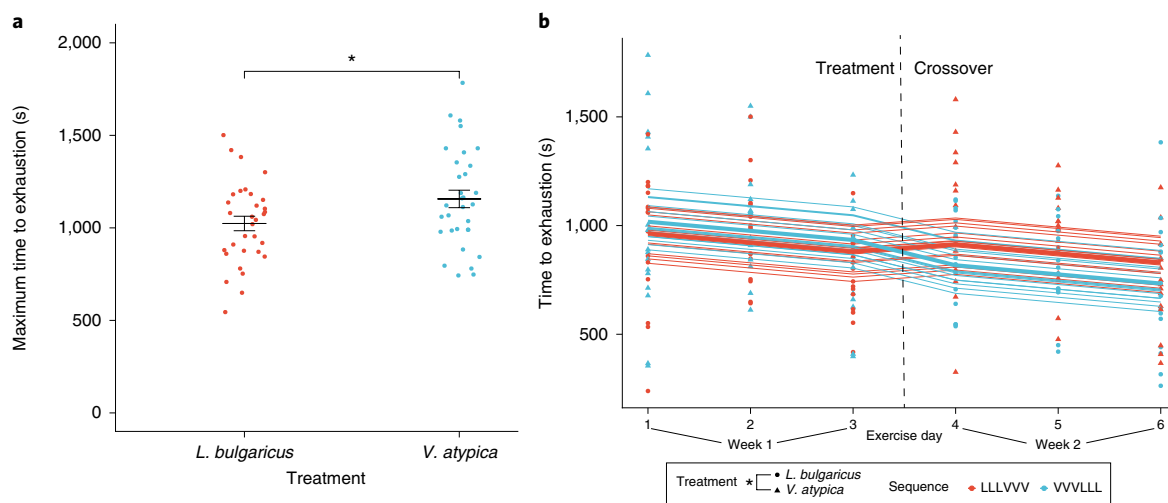 a
Maximum time to exhaustion (s)
2,000
1,500
1,000
500
0
*
L. bulgaricus
V. atypica
Treatment
b
Time to exhaustion (s)
1,500
1,000
500
Treatment
Crossover
1
2
3
4
5
6
Week 1
Exercise day
Week 2
Treatment * L. bulgaricus
V. atypica
Sequence LLLVVV VVVLLL